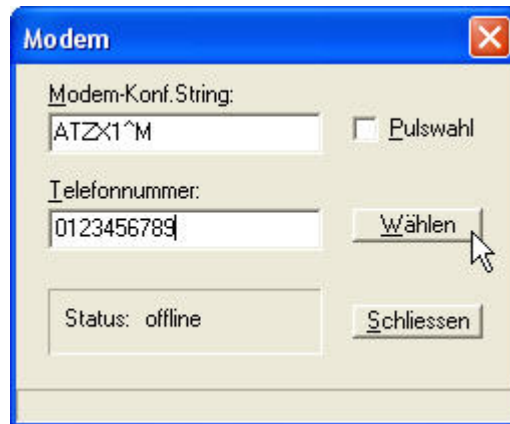 Modem
Modem-Konf.String:
ATZX1^M
Pulswahl
Telefonnummer:
0123456789
Wählen
Status: offline
Schliessen